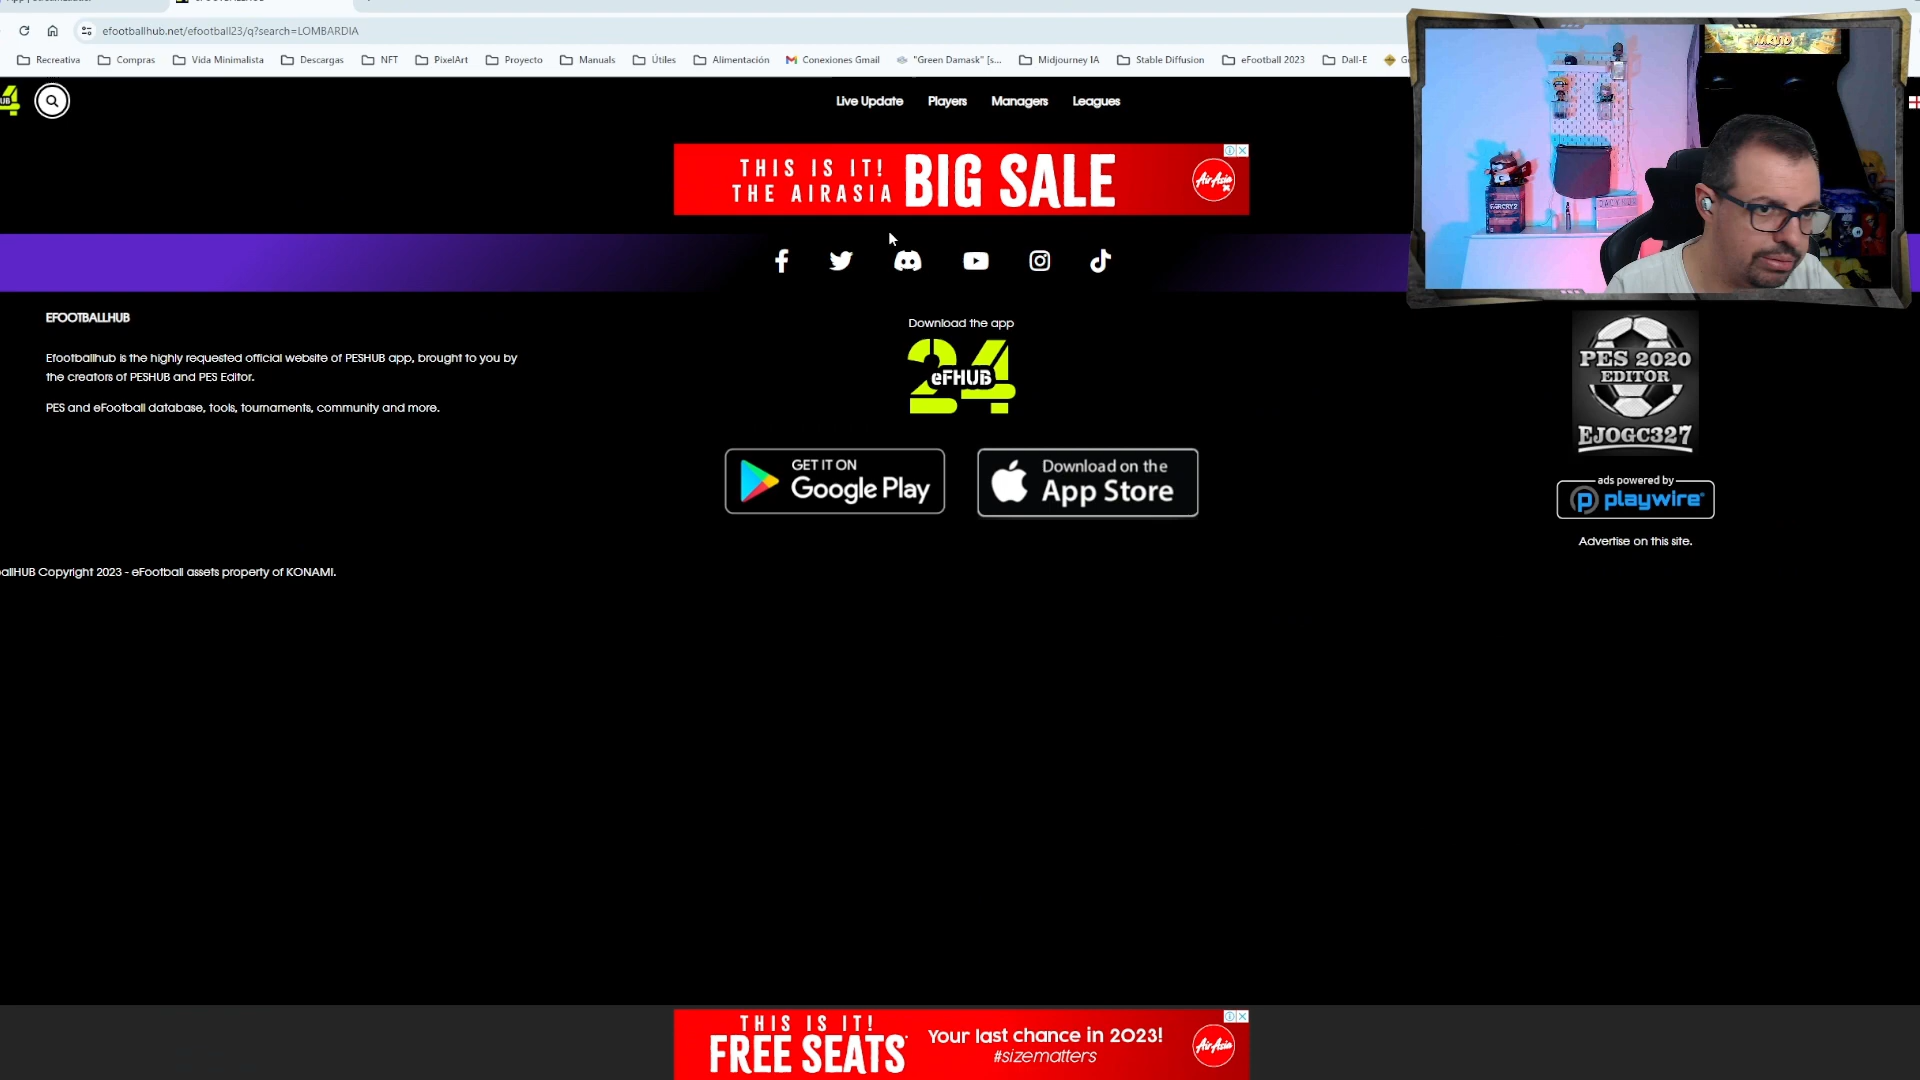 efootballhub.net/efootball23/q?search=LOMBARDIA
Recreativa Compras Vida Minimalista Descargas NFT PixelArt Proyecto Manuals Útiles Alimentación Conexiones Gmail "Green Damask" [s... Midjourney IA Stable Diffusion eFootball 2023 Dall-E
Live Update Players Managers Leagues
THIS IS IT!
THE AIRASIA BIG SALE
AirAsia
EFOOTBALLHUB
Efootballhub is the highly requested official website of PESHUB app, brought to you by
the creators of PESHUB and PES Editor.
PES and eFootball database, tools, tournaments, community and more.
Download the app
24
eFHUB
GET IT ON
Google Play
Download on the
App Store
PES 2020
EDITOR
EJOGC327
ads powered by
playwire
Advertise on this site.
allHUB Copyright 2023 - eFootball assets property of KONAMI.
THIS IS IT!
FREE SEATS
Your last chance in 2023!
#sizematters
AirAsia
FARCRY 2